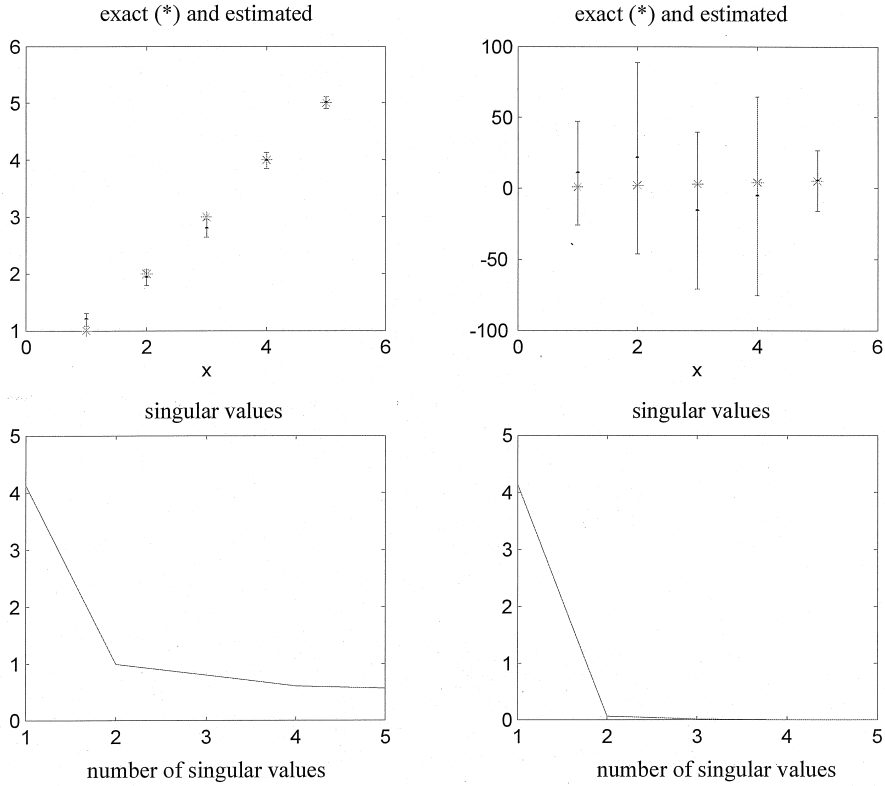 exact (*) and estimated
6
5
4
3
2
1
0 2 4 6
x
exact (*) and estimated
100
50
0
-50
-100
0 2 4 6
x
singular values
5
4
3
2
1
0
1 2 3 4 5
number of singular values
singular values
5
4
3
2
1
0
1 2 3 4 5
number of singular values